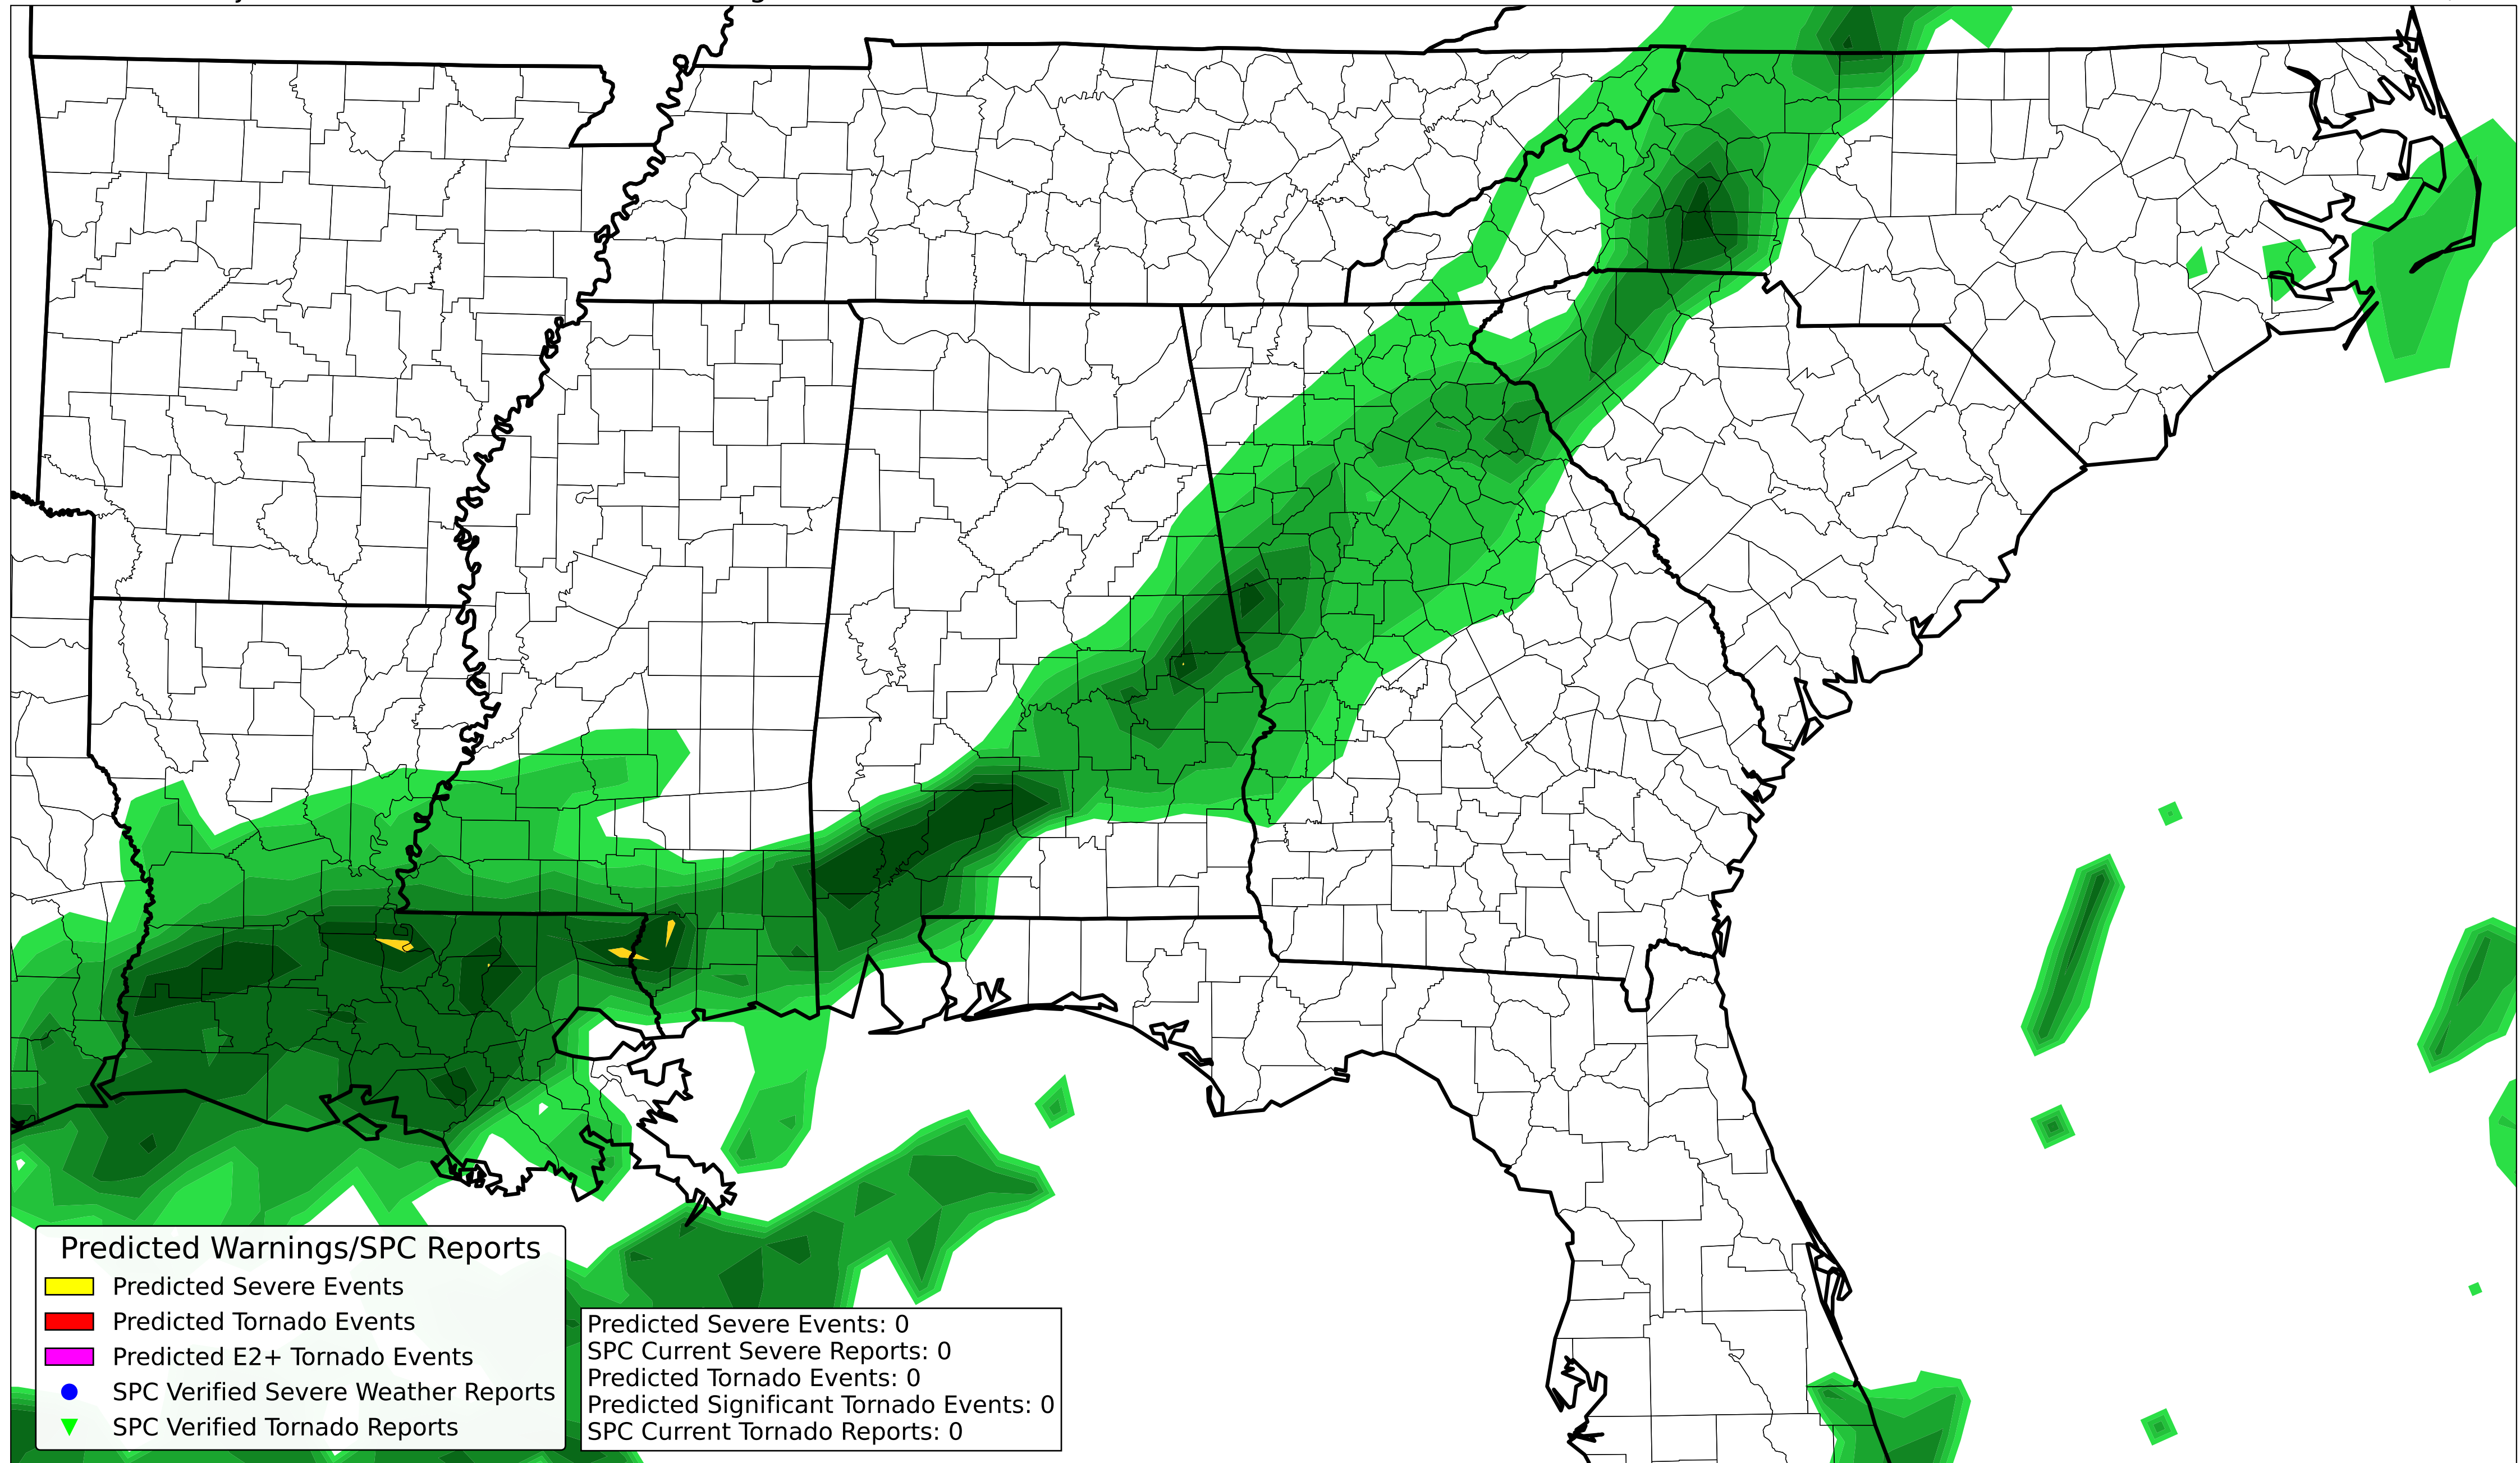 Predicted Warnings/SPC Reports
Predicted Severe Events
Predicted Tornado Events
Predicted E2+ Tornado Events
SPC Verified Severe Weather Reports
SPC Verified Tornado Reports
Predicted Severe Events: 0
SPC Current Severe Reports: 0
Predicted Tornado Events: 0
Predicted Significant Tornado Events: 0
SPC Current Tornado Reports: 0